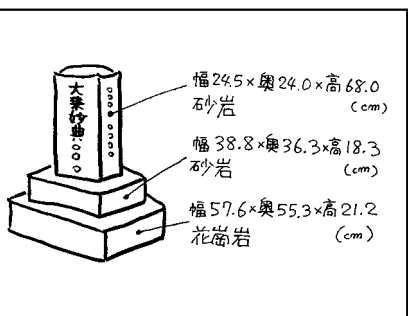 大乗妙典○○○
幅24.5×奥24.0×高68.0
砂岩
(cm)
幅38.8×奥36.3×高18.3
砂岩
(cm)
幅57.6×奥55.3×高21.2
花崗岩
(cm)